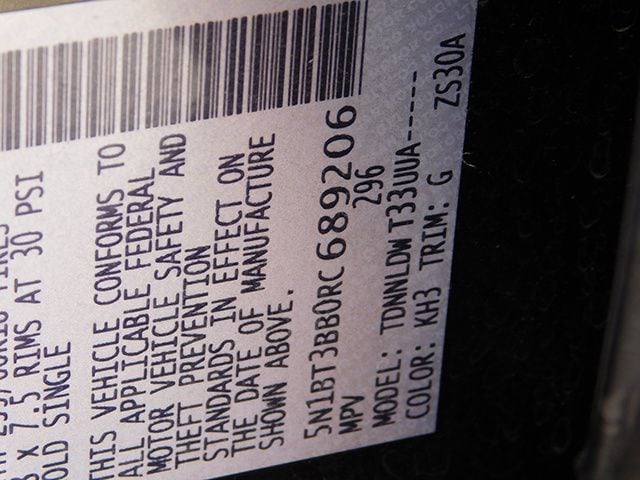 X 7.5 RIMS AT 30 PSI
OLD SINGLE
THIS VEHICLE CONFORMS TO
ALL APPLICABLE FEDERAL
MOTOR VEHICLE SAFETY AND
THEFT PREVENTION
STANDARDS IN EFFECT ON
THE DATE OF MANUFACTURE
SHOWN ABOVE.
5N1BT3BB0RC689206
MPV 296
MODEL: TDNNLDW T33UUA-----
COLOR: KH3 TRIM: G ZS30A